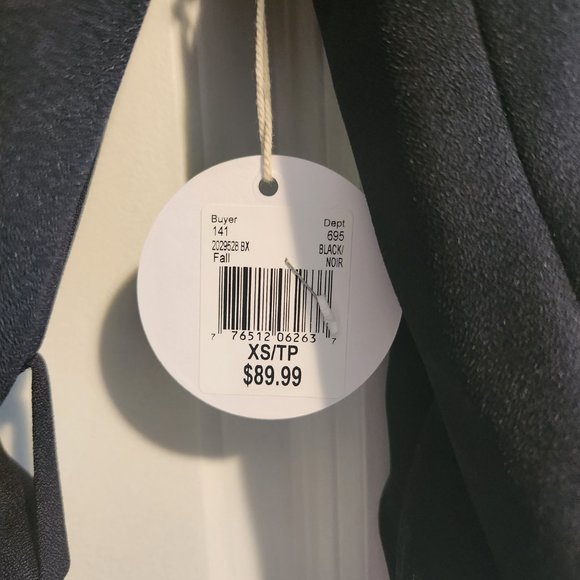 Buyer Dept
141 695
2029528 BX BLACK/
Fall NOIR
7 76512 06263 7
XS/TP
$89.99